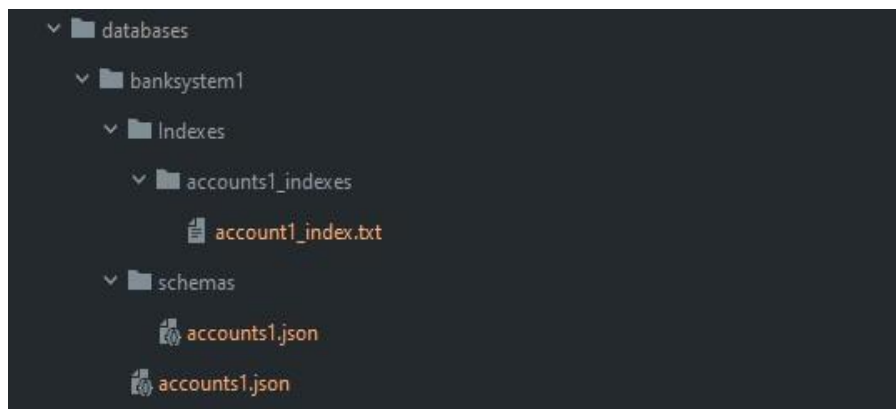 databases
banksystem1
Indexes
accounts1_indexes
account1_index.txt
schemas
accounts1.json
accounts1.json